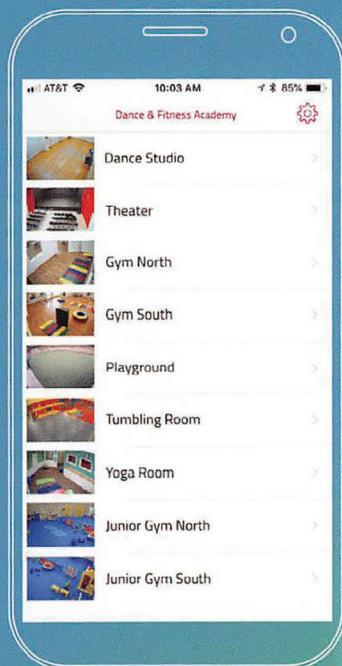 AT&T 10:03 AM 85%
Dance & Fitness Academy
Dance Studio
Theater
Gym North
Gym South
Playground
Tumbling Room
Yoga Room
Junior Gym North
Junior Gym South